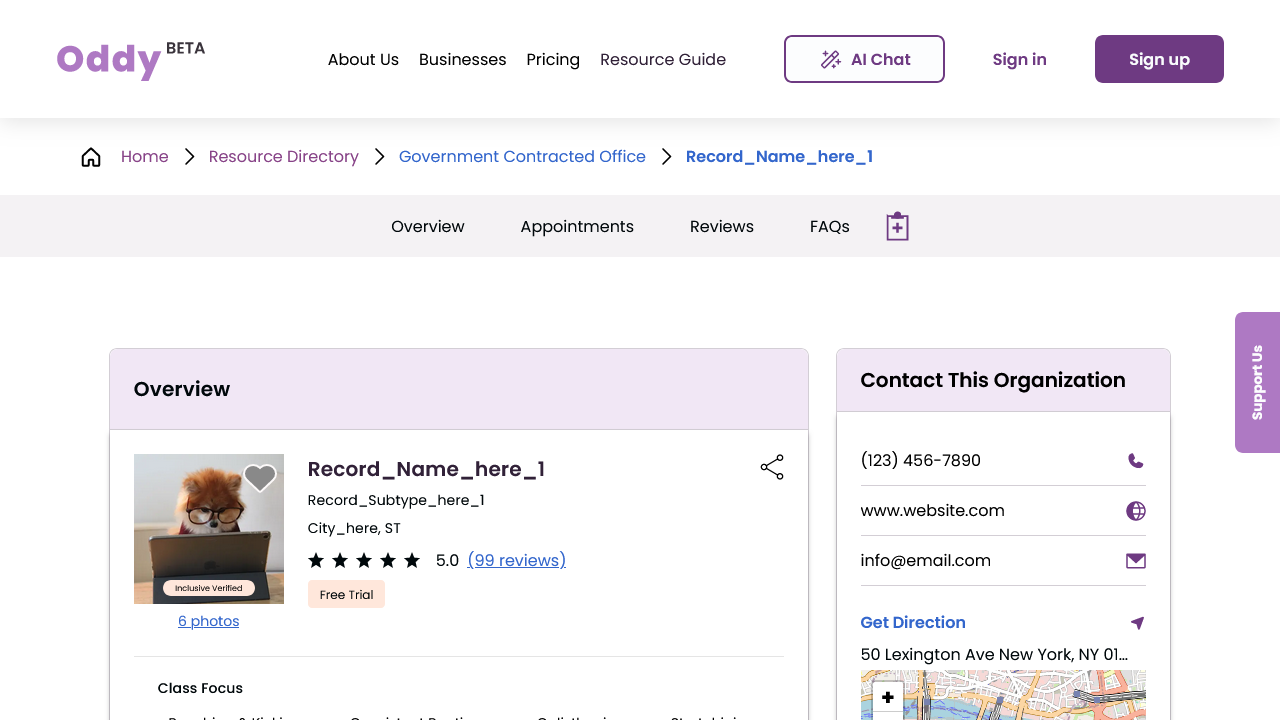 Oddy BETA
About Us Businesses Pricing Resource Guide AI Chat Sign in Sign up
Home Resource Directory Government Contracted Office Record_Name_here_1
Overview Appointments Reviews FAQs
Support Us
Overview
Record_Name_here_1
Record_Subtype_here_1
City_here, ST
5.0 (99 reviews)
Inclusive Verified
Free Trial
6 photos
Class Focus
Contact This Organization
(123) 456-7890
www.website.com
info@email.com
Get Direction
50 Lexington Ave New York, NY 01...
+